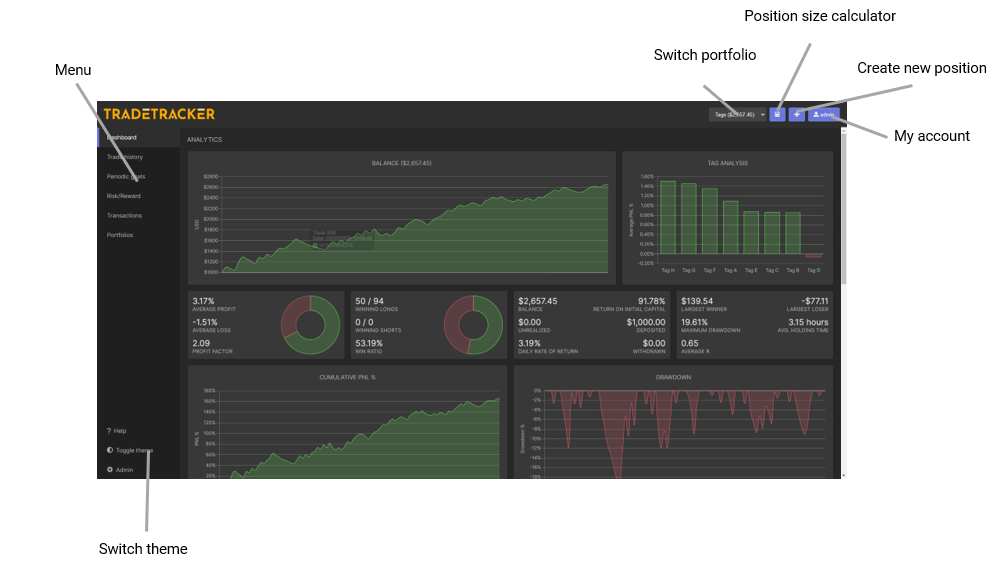 Position size calculator
Switch portfolio
Create new position
Menu
My account
TRADETRACKER
Tags ($2,657.45)
admin
Dashboard
Trade history
Periodic goals
Risk/Reward
Transactions
Portfolios
ANALYTICS
BALANCE ($2,657.45)
$2800
$2600
$2400
$2200
$2000
$1800
$1600
$1400
$1200
$1000
USD
TAG ANALYSIS
1.60%
1.40%
1.20%
1.00%
0.80%
0.60%
0.40%
0.20%
0.00%
-0.20%
Average PNL %
Tag H Tag G Tag F Tag A Tag E Tag C Tag B Tag D
3.17%
AVERAGE PROFIT
-1.51%
AVERAGE LOSS
2.09
PROFIT FACTOR
50 / 94
WINNING LONGS
0 / 0
WINNING SHORTS
53.19%
WIN RATIO
$2,657.45 91.78%
BALANCE RETURN ON INITIAL CAPITAL
$0.00 $1,000.00
UNREALIZED DEPOSITED
3.19% $0.00
DAILY RATE OF RETURN WITHDRAWN
$139.54 -$77.11
LARGEST WINNER LARGEST LOSER
19.61% 3.15 hours
MAXIMUM DRAWDOWN AVG. HOLDING TIME
0.65
AVERAGE R
CUMULATIVE PNL %
180%
160%
140%
120%
100%
80%
60%
40%
20%
PNL %
DRAWDOWN
0%
-2%
-4%
-6%
-8%
-10%
-12%
-14%
-16%
-18%
Drawdown %
? Help
Toggle theme
Admin
Switch theme